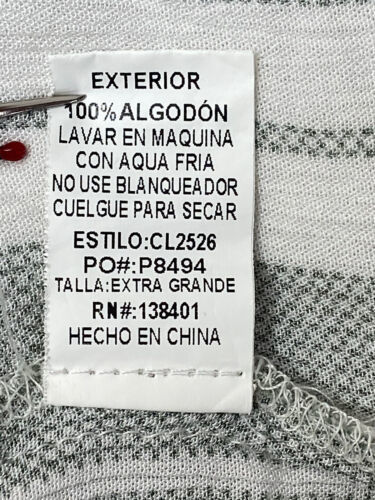 EXTERIOR
100% ALGODÓN
LAVAR EN MAQUINA
CON AQUA FRIA
NO USE BLANQUEADOR
CUELGUE PARA SECAR
ESTILO:CL2526
PO#:P8494
TALLA:EXTRA GRANDE
RN#:138401
HECHO EN CHINA